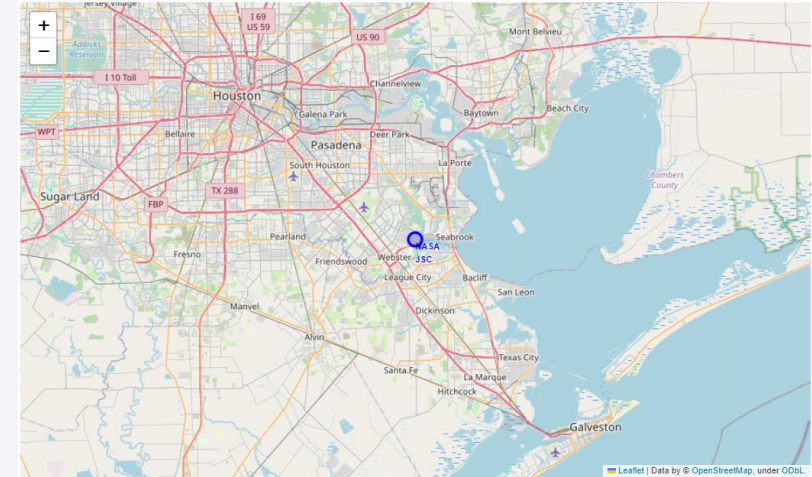 Jersey Village
+
−
Addicks
Reservoir
I 69
US 59
US 90
Mont Belvieu
I 10 Toll
Channelview
Houston
Galena Park
Baytown
Beach City
WPT
Bellaire
Deer Park
Pasadena
South Houston
La Porte
Chambers
County
Sugar Land
TX 288
FBP
Pearland
Seabrook
NASA
JSC
Fresno
Friendswood
Webster
League City
Bacliff
San Leon
Manvel
Dickinson
Alvin
Texas City
Santa Fe
La Marque
Hitchcock
Galveston
Leaflet | Data by © OpenStreetMap, under ODbL.